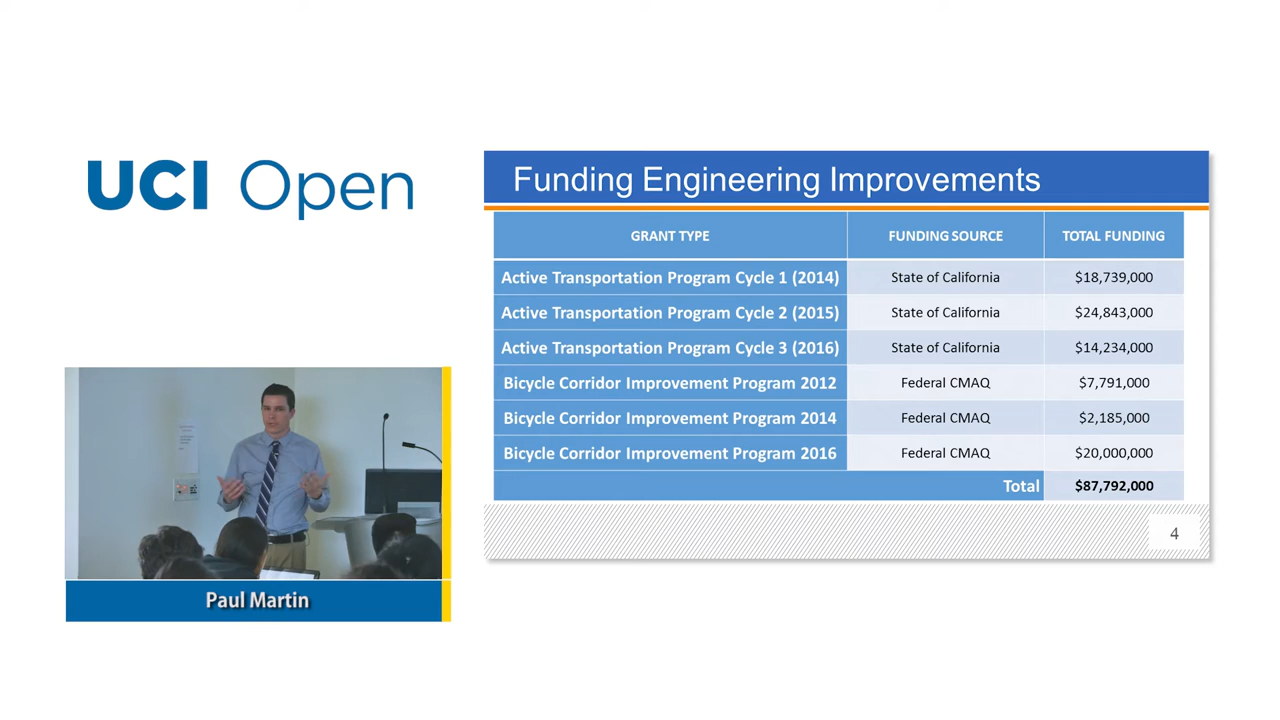 UCI Open
Funding Engineering Improvements
GRANT TYPE FUNDING SOURCE TOTAL FUNDING
Active Transportation Program Cycle 1 (2014) State of California $18,739,000
Active Transportation Program Cycle 2 (2015) State of California $24,843,000
Active Transportation Program Cycle 3 (2016) State of California $14,234,000
Bicycle Corridor Improvement Program 2012 Federal CMAQ $7,791,000
Bicycle Corridor Improvement Program 2014 Federal CMAQ $2,185,000
Bicycle Corridor Improvement Program 2016 Federal CMAQ $20,000,000
Total $87,792,000
4
Paul Martin